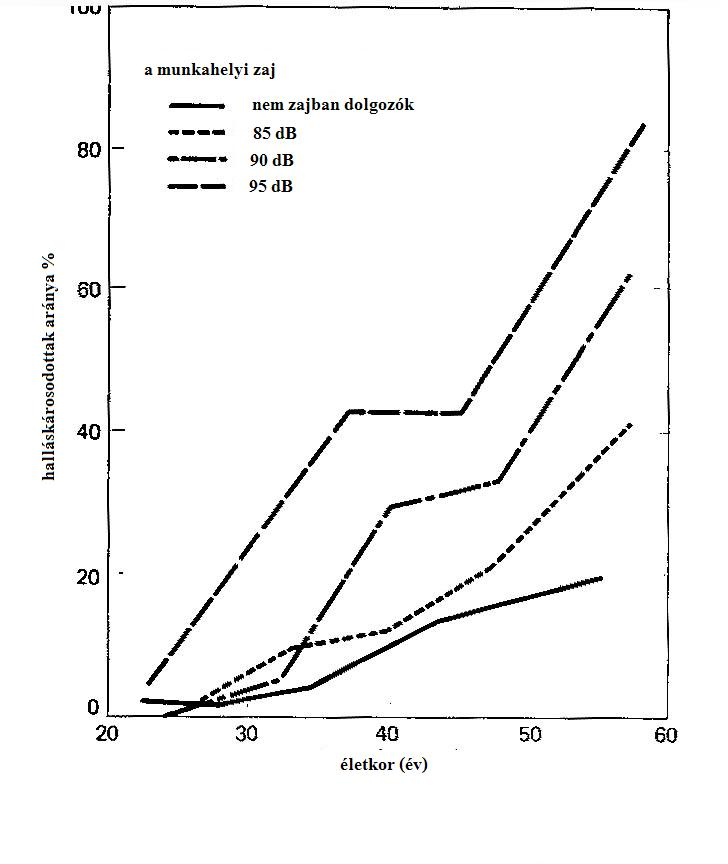 100
a munkahelyi zaj
nem zajban dolgozók
85 dB
90 dB
95 dB
80
60
40
20
0
halláskárosodottak aránya %
20 30 40 50 60
életkor (év)